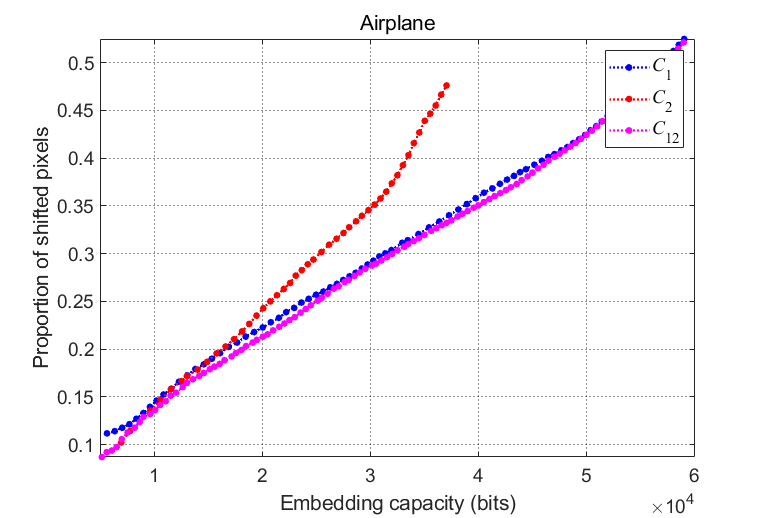 Airplane
Proportion of shifted pixels
0.5
0.45
0.4
0.35
0.3
0.25
0.2
0.15
0.1
C1
C2
C12
1 2 3 4 5 6
Embedding capacity (bits)
×10^4